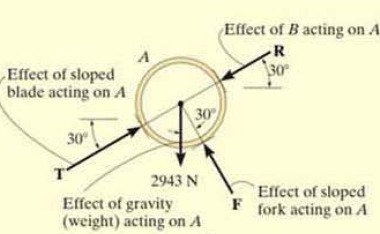 Effect of B acting on A
R
A
30°
Effect of sloped
blade acting on A
30°
30°
T
2943 N
Effect of gravity
(weight) acting on A
F
Effect of sloped
fork acting on A